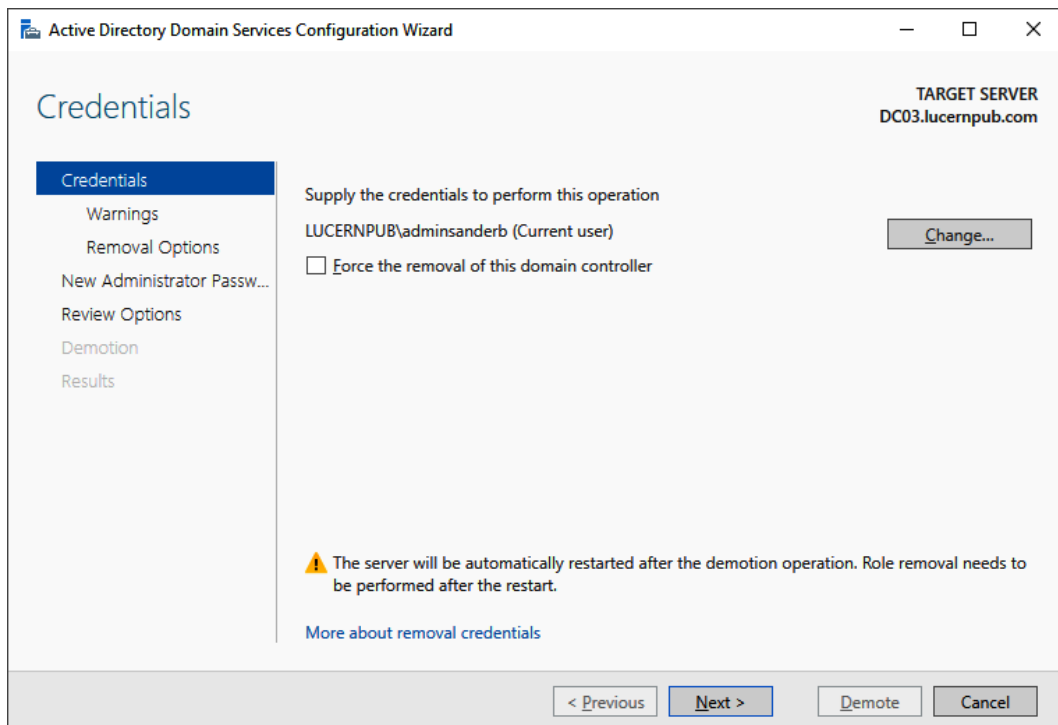 Active Directory Domain Services Configuration Wizard
Credentials
TARGET SERVER
DC03.lucernpub.com
Credentials
Warnings
Removal Options
New Administrator Passw...
Review Options
Demotion
Results
Supply the credentials to perform this operation
LUCERNPUB\adminsanderb (Current user)
Change...
Force the removal of this domain controller
The server will be automatically restarted after the demotion operation. Role removal needs to
be performed after the restart.
More about removal credentials
< Previous
Next >
Demote
Cancel